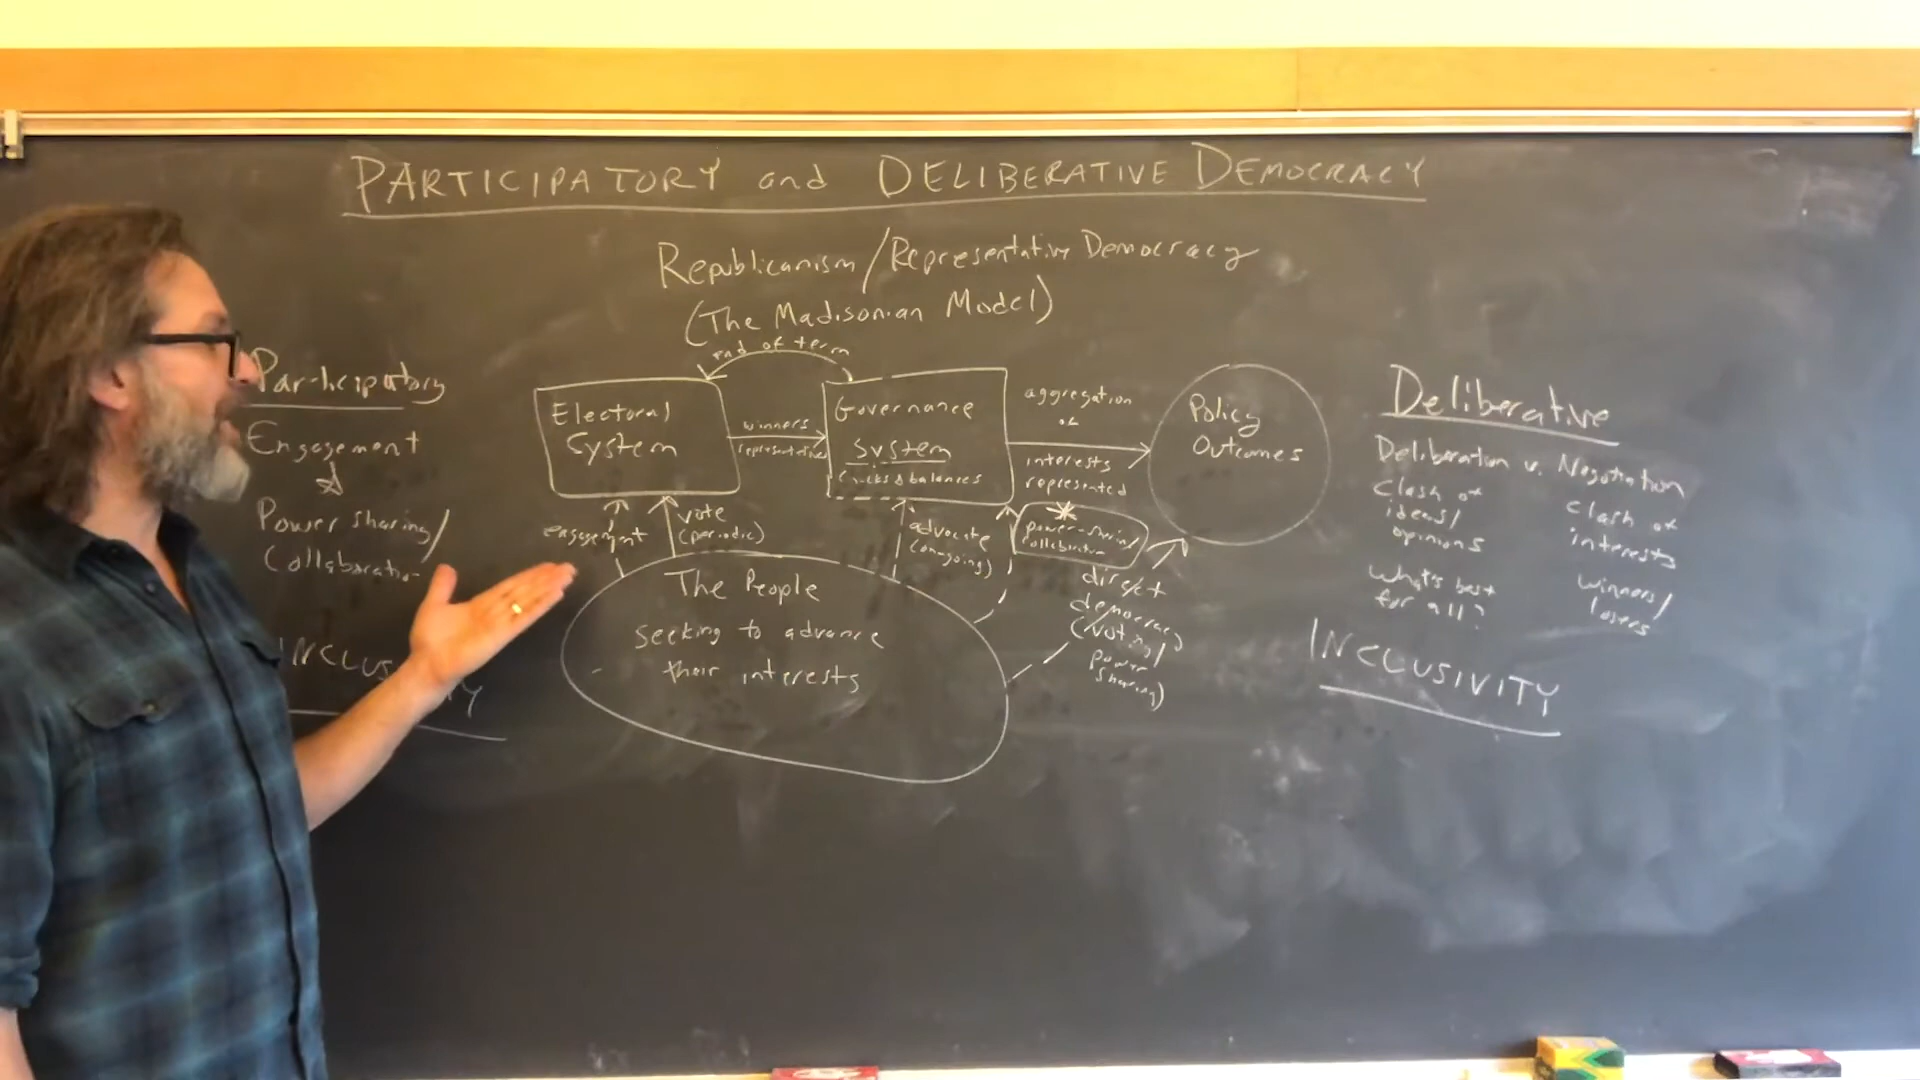 PARTICIPATORY and DELIBERATIVE DEMOCRACY
Republicanism/Representative Democracy
(The Madisonian Model)
Participatory
Engagement
Power sharing/
Collaboration
INCLUSIVITY
end of term
Electoral
System
winners
representatives
Governance
System
checks & balances
aggregation
of
interests
represented
Policy
Outcomes
engagement
vote
(periodic)
advocate
(ongoing)
power-sharing/
collaboration
direct
democracy
(voting/
power
sharing)
The People
seeking to advance
their interests
Deliberative
Deliberation v. Negotiation
Clash of
ideas/
opinions
What's best
for all?
Clash of
interests
Winners/
losers
INCLUSIVITY